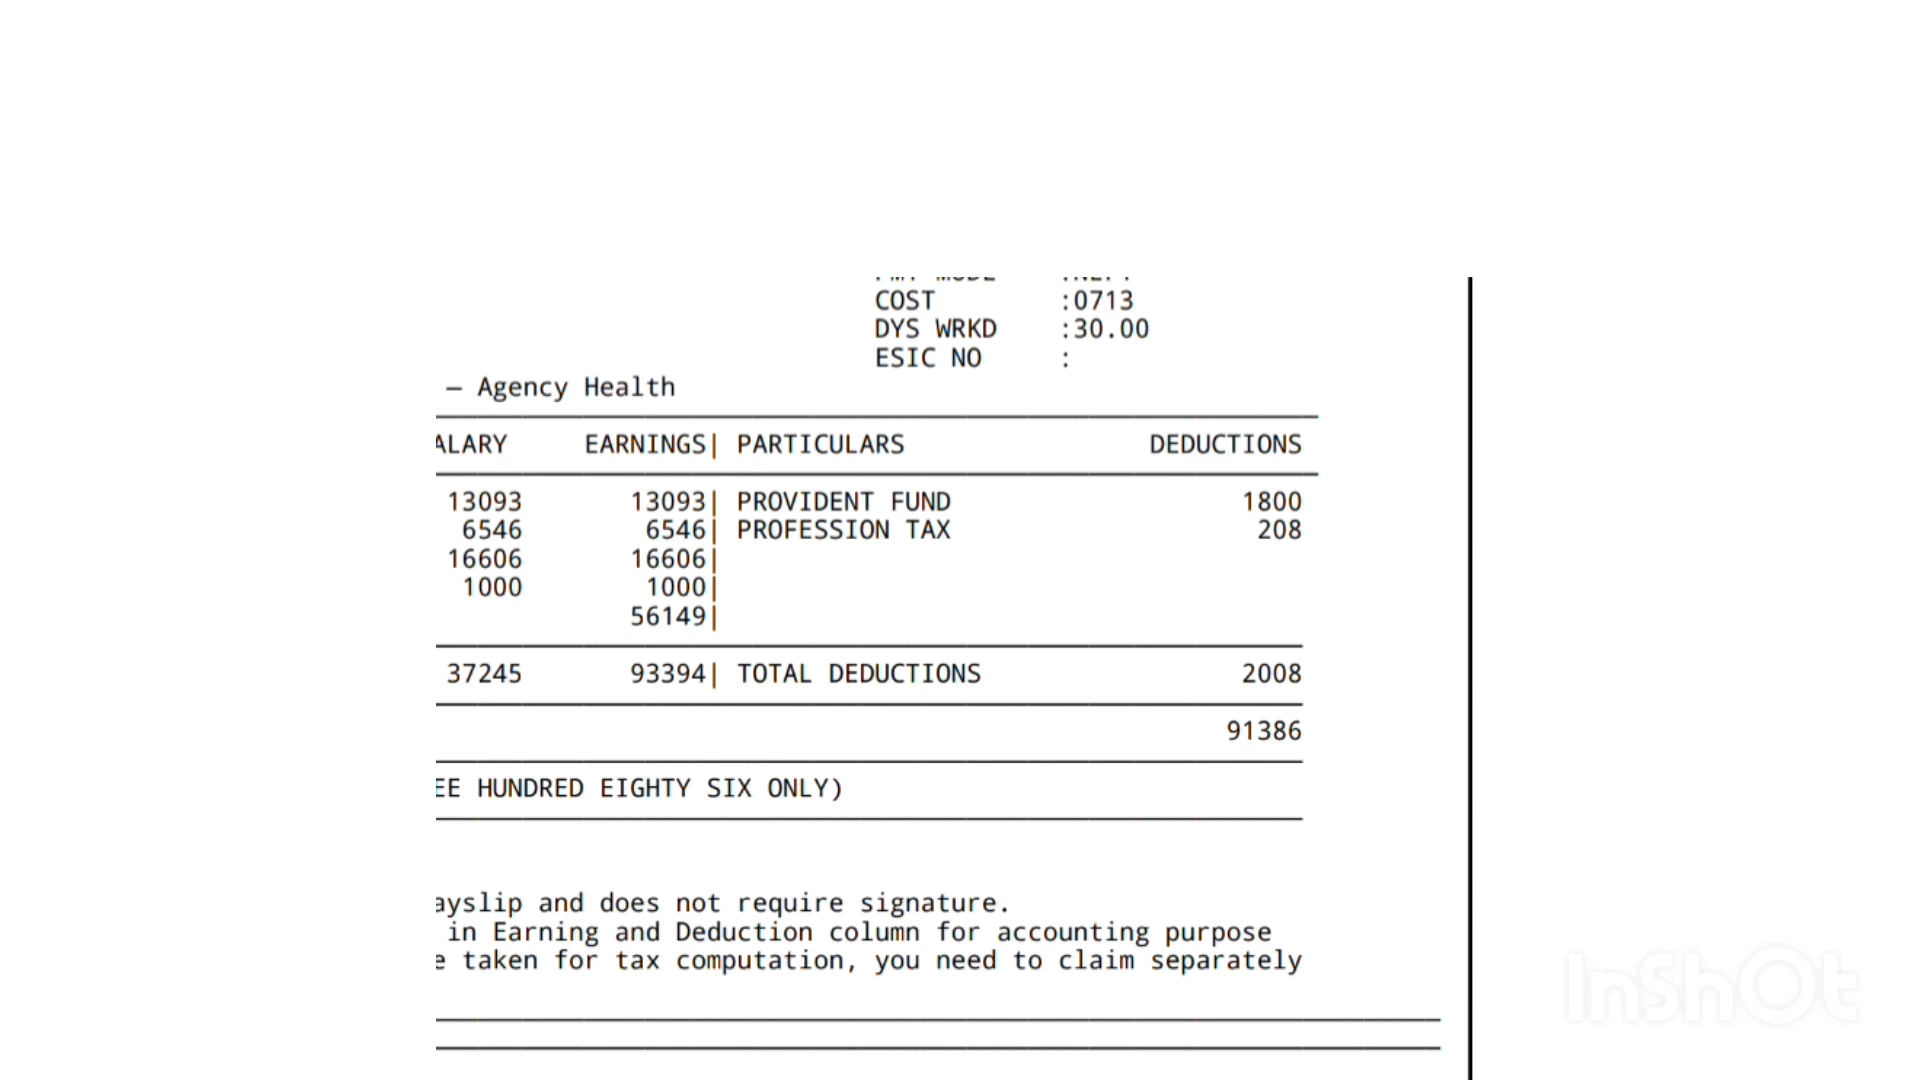 COST :0713
DYS WRKD :30.00
ESIC NO :
– Agency Health
ALARY EARNINGS| PARTICULARS DEDUCTIONS
13093 13093| PROVIDENT FUND 1800
6546 6546| PROFESSION TAX 208
16606 16606|
1000 1000|
56149|
37245 93394| TOTAL DEDUCTIONS 2008
91386
EE HUNDRED EIGHTY SIX ONLY)
ayslip and does not require signature.
in Earning and Deduction column for accounting purpose
e taken for tax computation, you need to claim separately
InShOt